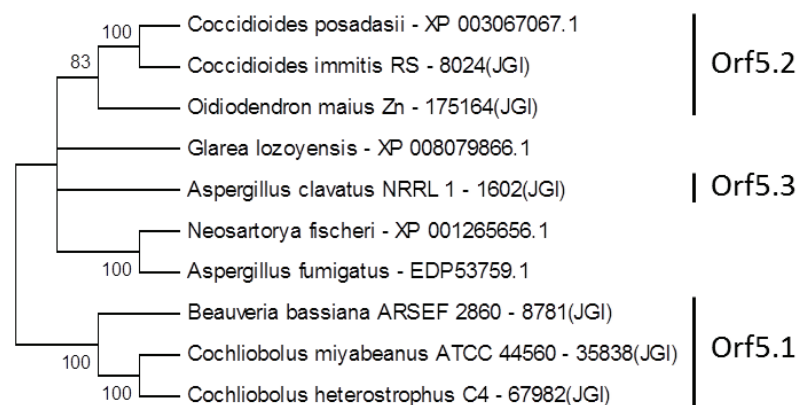 Coccidioides posadasii - XP 003067067.1
100
Coccidioides immitis RS - 8024(JGI)
83
Orf5.2
Oidiodendron maius Zn - 175164(JGI)
Glarea lozoyensis - XP 008079866.1
Aspergillus clavatus NRRL 1 - 1602(JGI)
Orf5.3
Neosartorya fischeri - XP 001265656.1
100
Aspergillus fumigatus - EDP53759.1
Beauveria bassiana ARSEF 2860 - 8781(JGI)
100
Cochliobolus miyabeanus ATCC 44560 - 35838(JGI)
Orf5.1
100
Cochliobolus heterostrophus C4 - 67982(JGI)